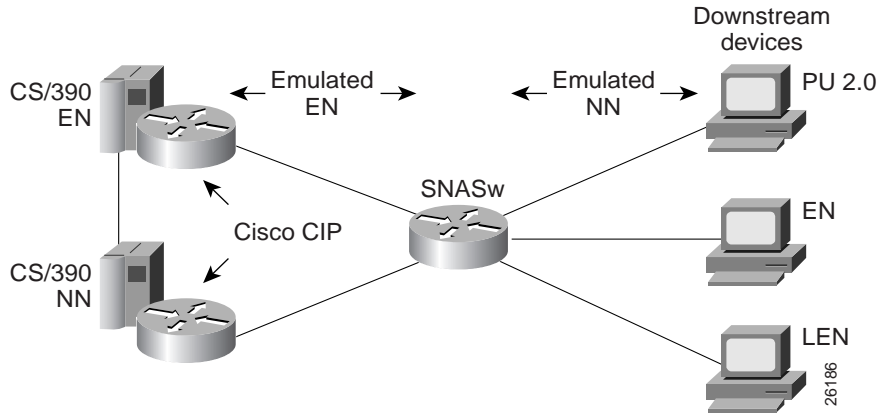 Downstream
devices
CS/390
EN
Emulated
EN
Emulated
NN
PU 2.0
SNASw
EN
Cisco CIP
CS/390
NN
LEN
26186